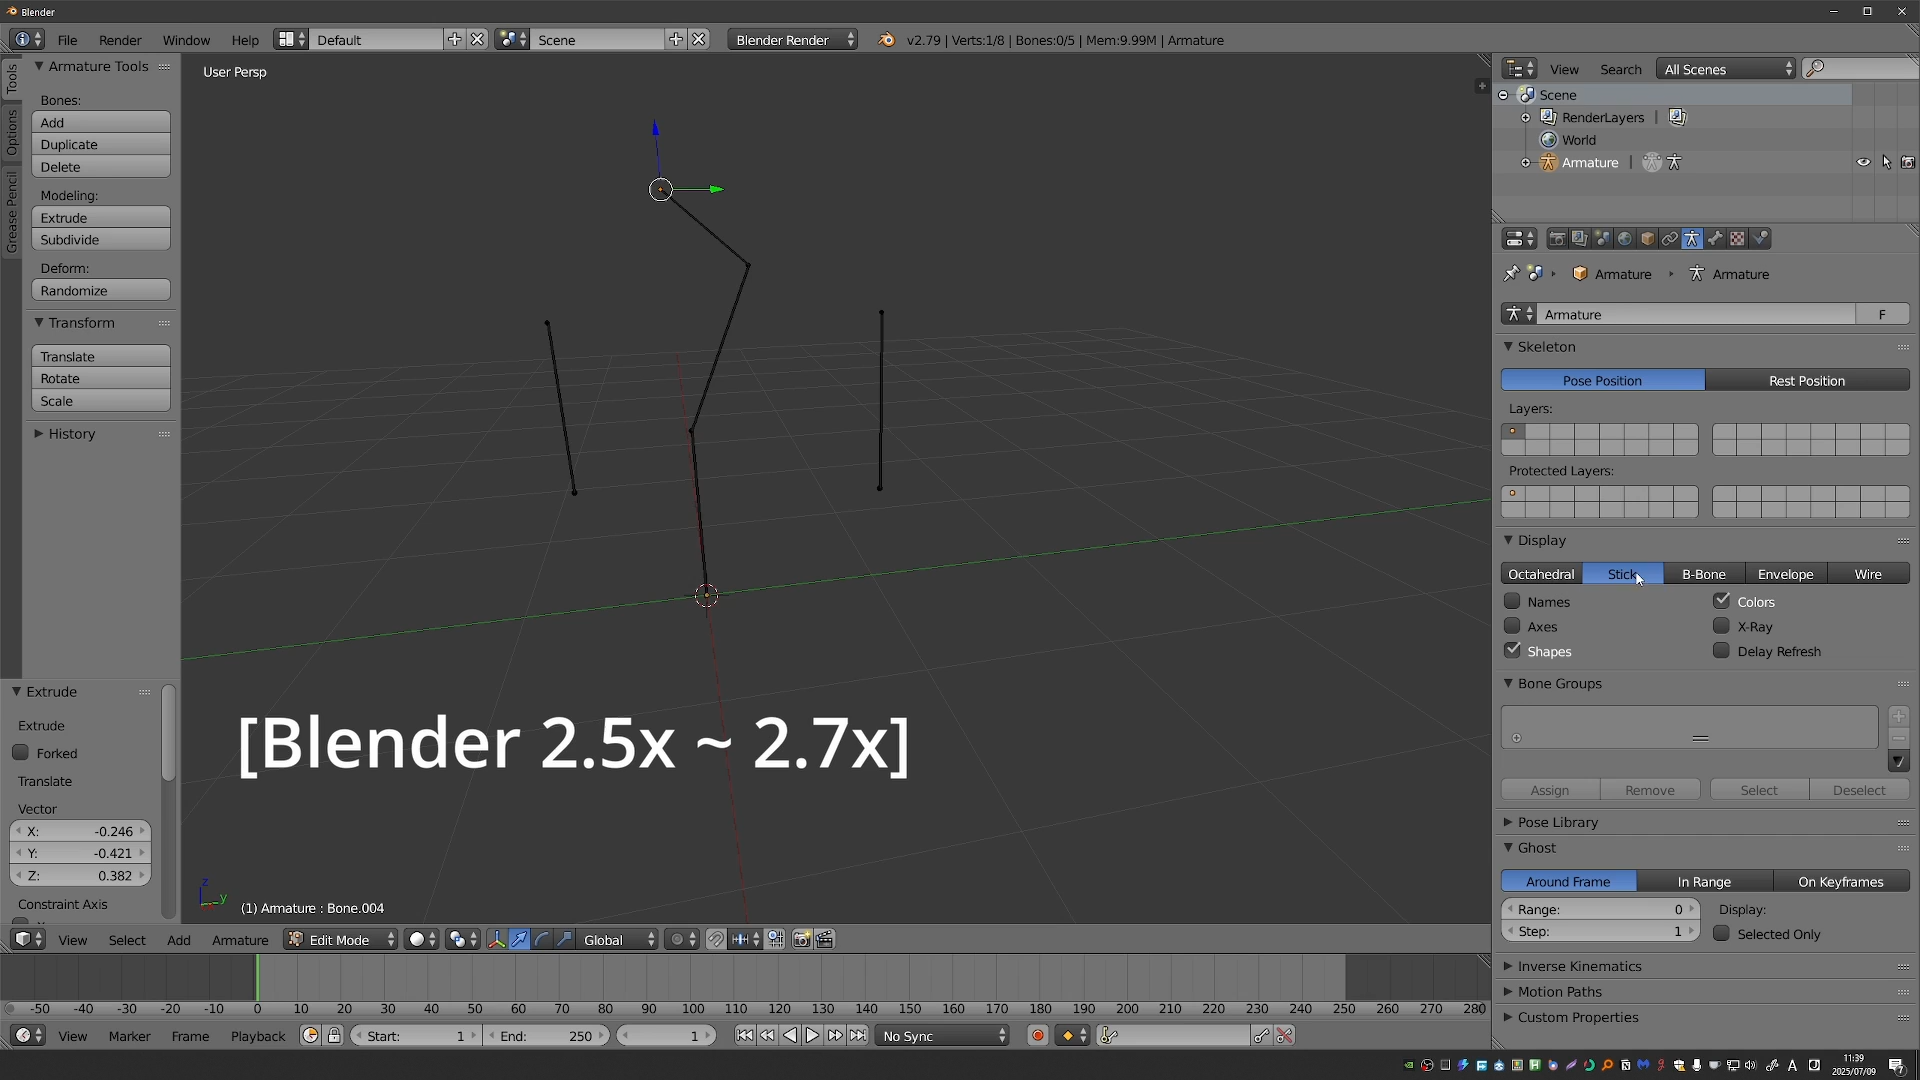 Blender
File Render Window Help Default Scene Blender Render v2.79 | Verts:1/8 | Bones:0/5 | Mem:9.99M | Armature
Tools
Options
Grease Pencil
Armature Tools
Bones:
Add
Duplicate
Delete
Modeling:
Extrude
Subdivide
Deform:
Randomize
Transform
Translate
Rotate
Scale
History
Extrude
Extrude
Forked
Translate
Vector
X: -0.246
Y: -0.421
Z: 0.382
Constraint Axis
User Persp
[Blender 2.5x ~ 2.7x]
z
y
(1) Armature : Bone.004
View Select Add Armature Edit Mode Global
-50 -40 -30 -20 -10 0 10 20 30 40 50 60 70 80 90 100 110 120 130 140 150 160 170 180 190 200 210 220 230 240 250 260 270 280
View Marker Frame Playback Start: 1 End: 250 1 No Sync
View Search All Scenes
Scene
RenderLayers |
World
Armature |
Armature Armature
Armature F
Skeleton
Pose Position Rest Position
Layers:
Protected Layers:
Display
Octahedral Stick B-Bone Envelope Wire
Names Colors
Axes X-Ray
Shapes Delay Refresh
Bone Groups
Assign Remove Select Deselect
Pose Library
Ghost
Around Frame In Range On Keyframes
Range: 0 Display:
Step: 1 Selected Only
Inverse Kinematics
Motion Paths
Custom Properties
A
11:39
2025/07/09